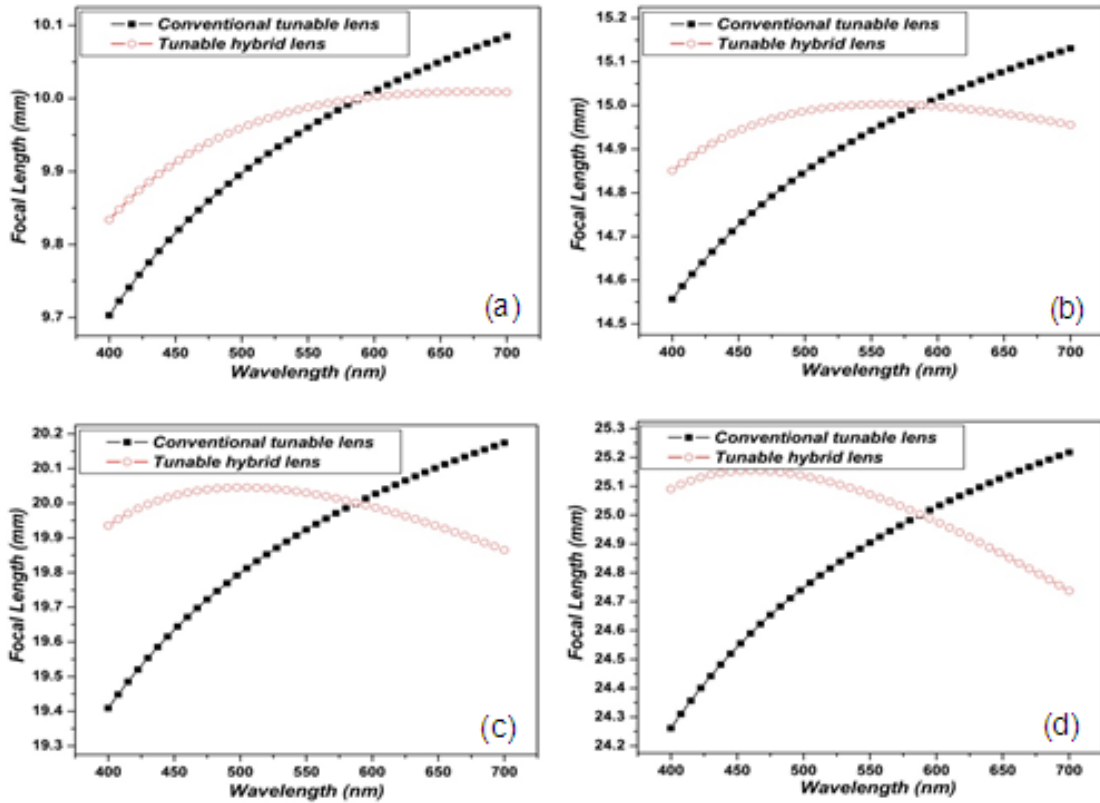 Conventional tunable lens
Tunable hybrid lens
Focal Length (mm)
10.1
10.0
9.9
9.8
9.7
400 450 500 550 600 650 700
Wavelength (nm)
(a)
Conventional tunable lens
Tunable hybrid lens
Focal Length (mm)
15.2
15.1
15.0
14.9
14.8
14.7
14.6
14.5
400 450 500 550 600 650 700
Wavelength (nm)
(b)
Conventional tunable lens
Tunable hybrid lens
Focal Length (mm)
20.2
20.1
20.0
19.9
19.8
19.7
19.6
19.5
19.4
19.3
400 450 500 550 600 650 700
Wavelength (nm)
(c)
Conventional tunable lens
Tunable hybrid lens
Focal Length (mm)
25.3
25.2
25.1
25.0
24.9
24.8
24.7
24.6
24.5
24.4
24.3
24.2
400 450 500 550 600 650 700
Wavelength (nm)
(d)